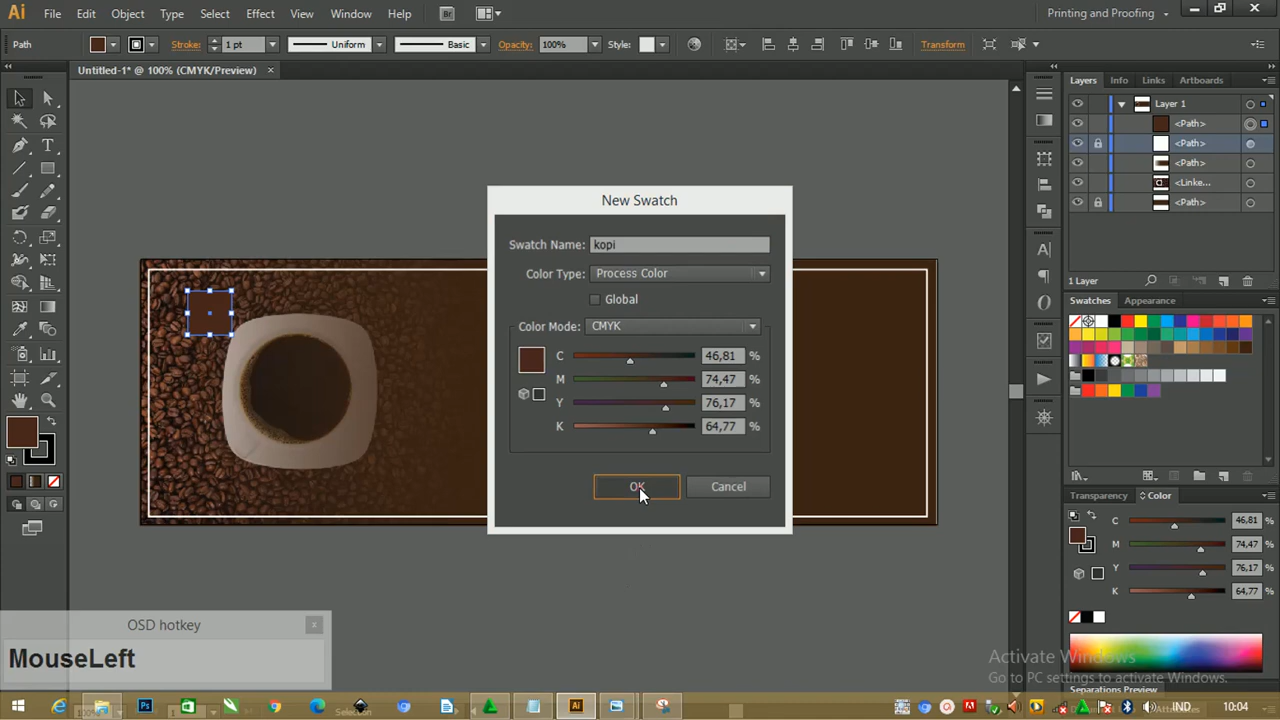 Ai File Edit Object Type Select Effect View Window Help Br Printing and Proofing
Path Stroke: 1 pt Uniform Basic Opacity: 100% Style: Transform
Untitled-1* @ 100% (CMYK/Preview) ×
Layers Info Links Artboards
Layer 1
<Path>
<Path>
<Path>
<Linke...
<Path>
1 Layer
Swatches Appearance
New Swatch
Swatch Name: kopi
Color Type: Process Color
Global
Color Mode: CMYK
C 46,81 %
M 74,47 %
Y 76,17 %
K 64,77 %
OK Cancel
Transparency Color
C 46,81 %
M 74,47 %
Y 76,17 %
K 64,77 %
Activate Windows
Go to PC settings to activate Windows.
Separations Preview
OSD hotkey x
MouseLeft
100% 1 Selection
IND 10:04